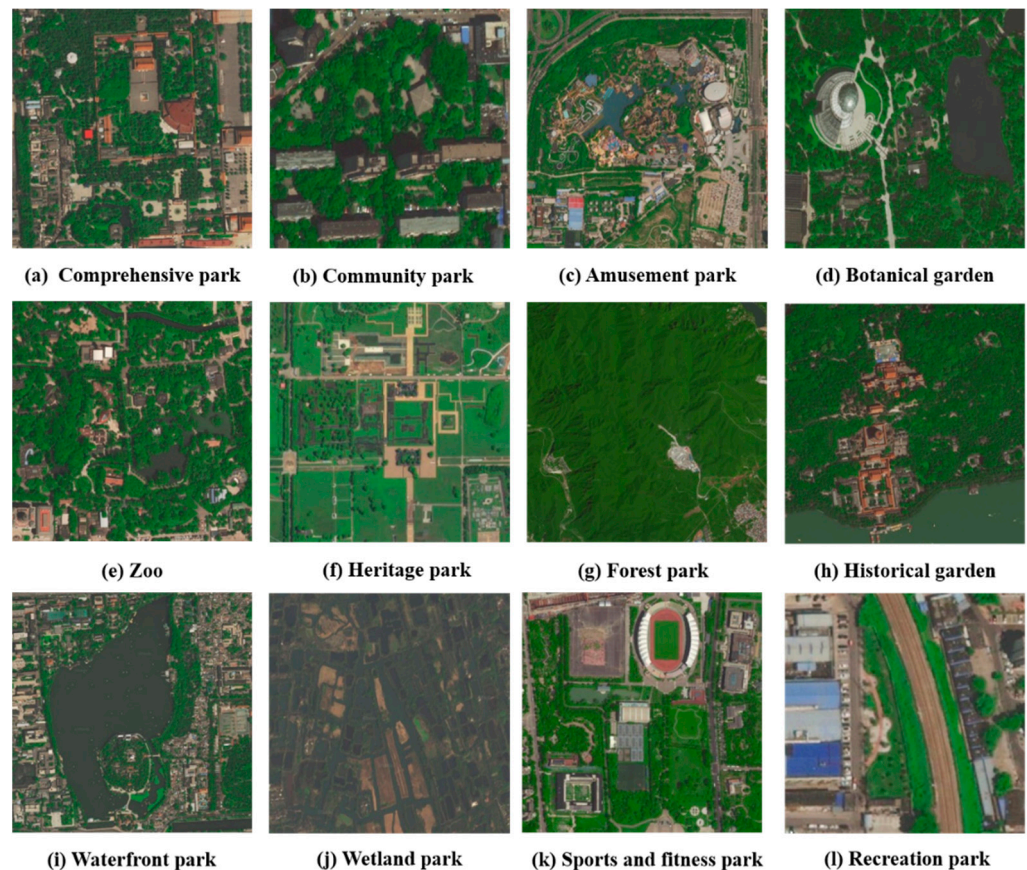 (a) Comprehensive park
(b) Community park
(c) Amusement park
(d) Botanical garden
(e) Zoo
(f) Heritage park
(g) Forest park
(h) Historical garden
(i) Waterfront park
(j) Wetland park
(k) Sports and fitness park
(l) Recreation park